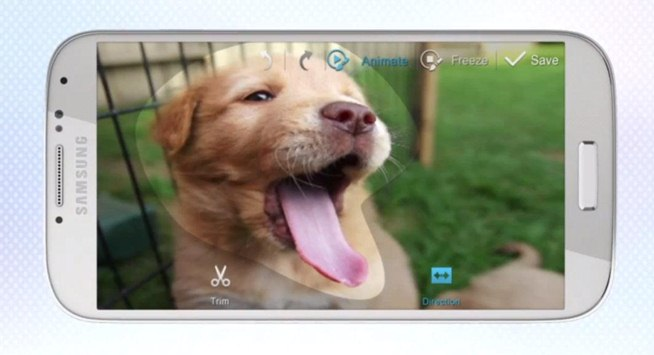 Animate
Freeze
Save
SAMSUNG
Trim
Direction